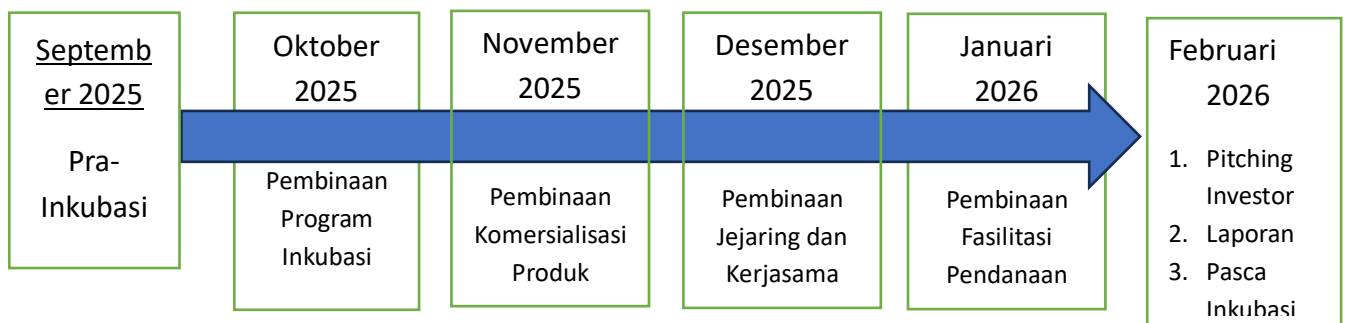 Septemb
er 2025
Pra-
Inkubasi
Oktober
2025
Pembinaan
Program
Inkubasi
November
2025
Pembinaan
Komersialisasi
Produk
Desember
2025
Pembinaan
Jejaring dan
Kerjasama
Januari
2026
Pembinaan
Fasilitasi
Pendanaan
Februari
2026
1. Pitching
Investor
2. Laporan
3. Pasca
Inkubasi